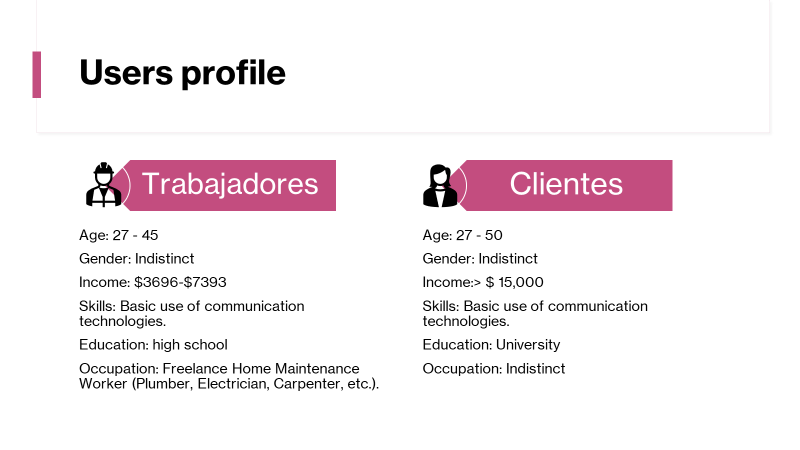 Users profile
Trabajadores
Age: 27 - 45
Gender: Indistinct
Income: $3696-$7393
Skills: Basic use of communication
technologies.
Education: high school
Occupation: Freelance Home Maintenance
Worker (Plumber, Electrician, Carpenter, etc.).
Clientes
Age: 27 - 50
Gender: Indistinct
Income:> $ 15,000
Skills: Basic use of communication
technologies.
Education: University
Occupation: Indistinct